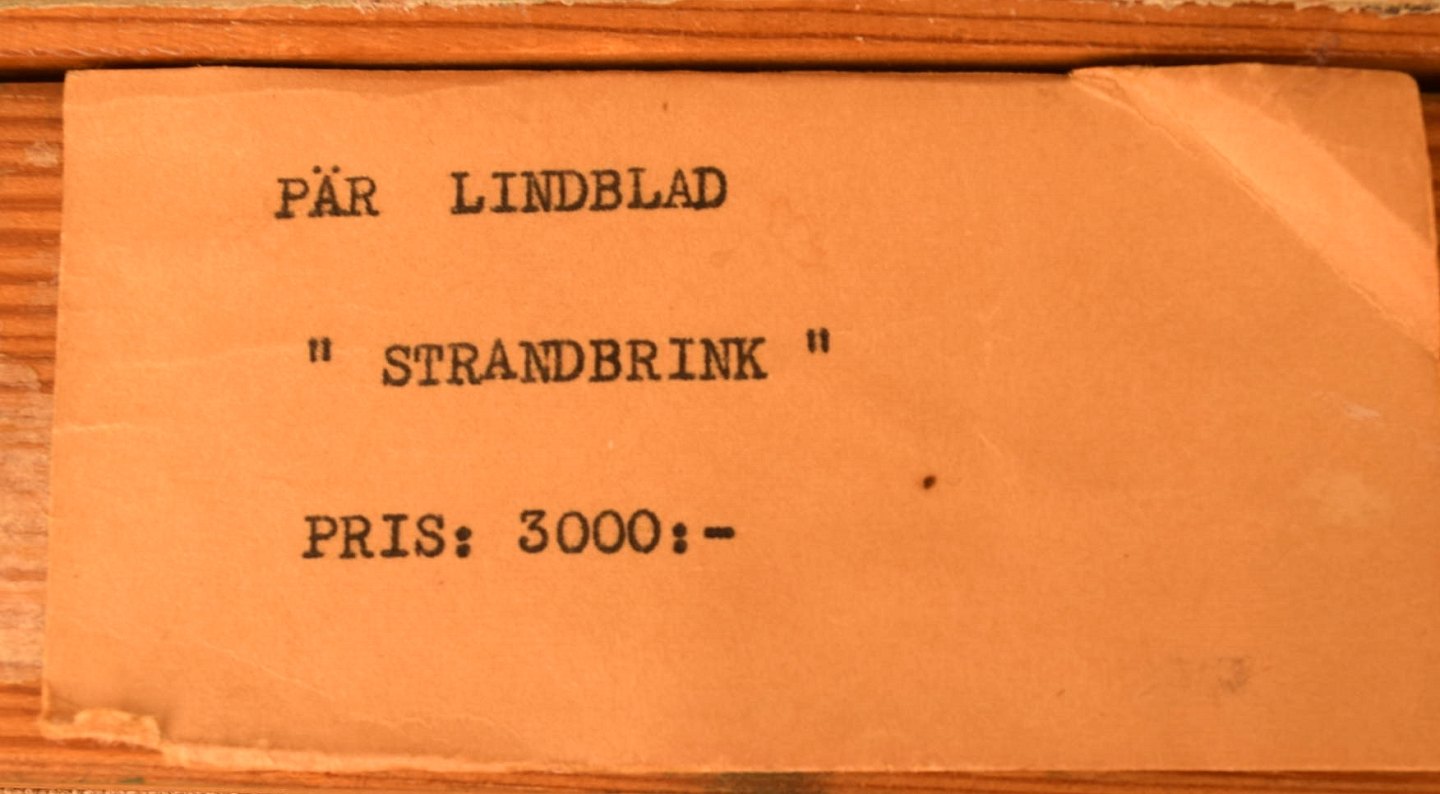 PÄR LINDBLAD
" STRANDBRINK "
PRIS: 3000:-